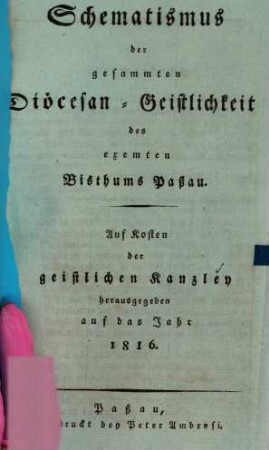 Schematismus
der
gesammten
Diöcesan = Geistlichkeit
des
exemten
Bisthums Paßau.
Auf Kosten
der
geistlichen Kanzley
herausgegeben
auf das Jahr
1816.
Paßau,
druckt bey Peter Ambrosi.